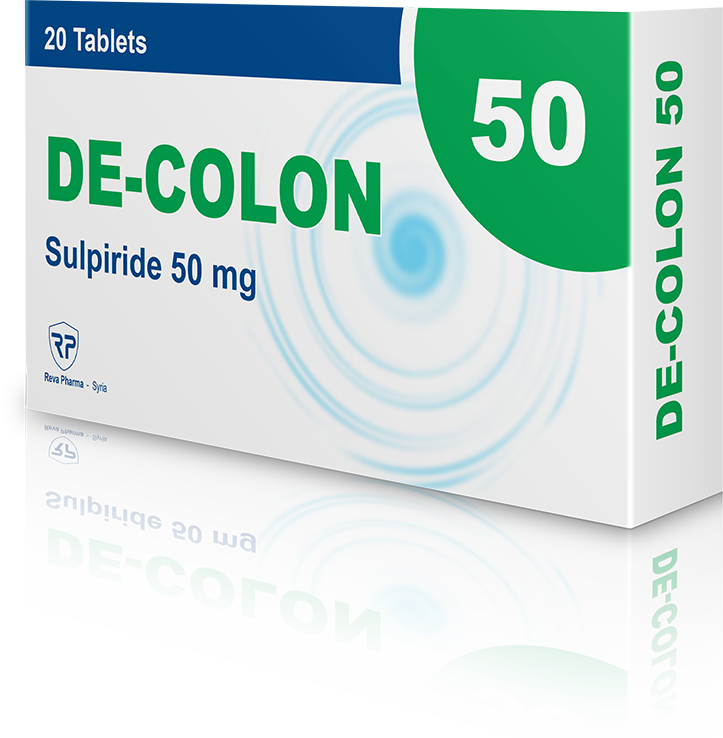 20 Tablets
50
DE-COLON
Sulpiride 50 mg
RP
Reva Pharma - Syria
DE-COLON 50